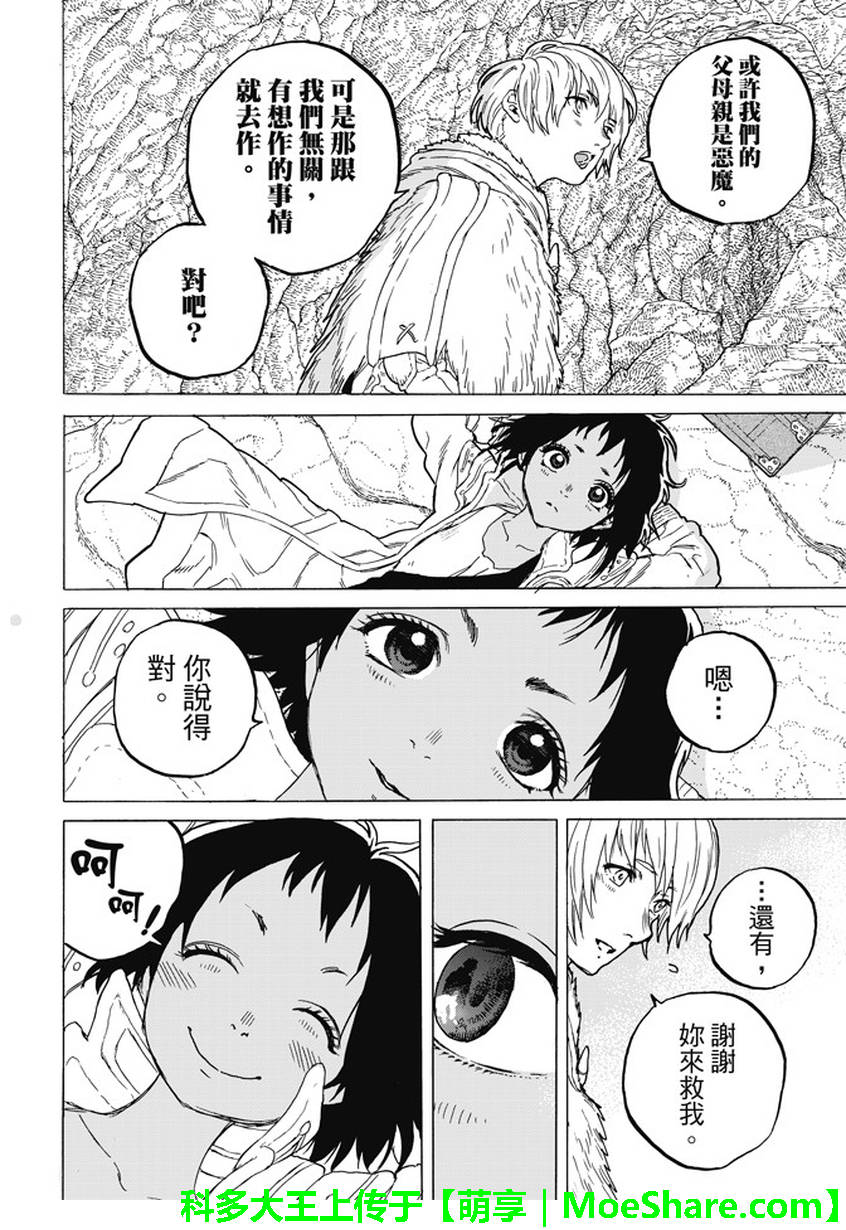 或許我們的
父母親是惡魔。
可是那跟
我們無關，
有想作的事情
就去作。
對吧？
嗯…
你說得
對。
…還有，
謝謝
妳來救我。
呵
呵！
科多大王上传于【萌享｜MoeShare.com】